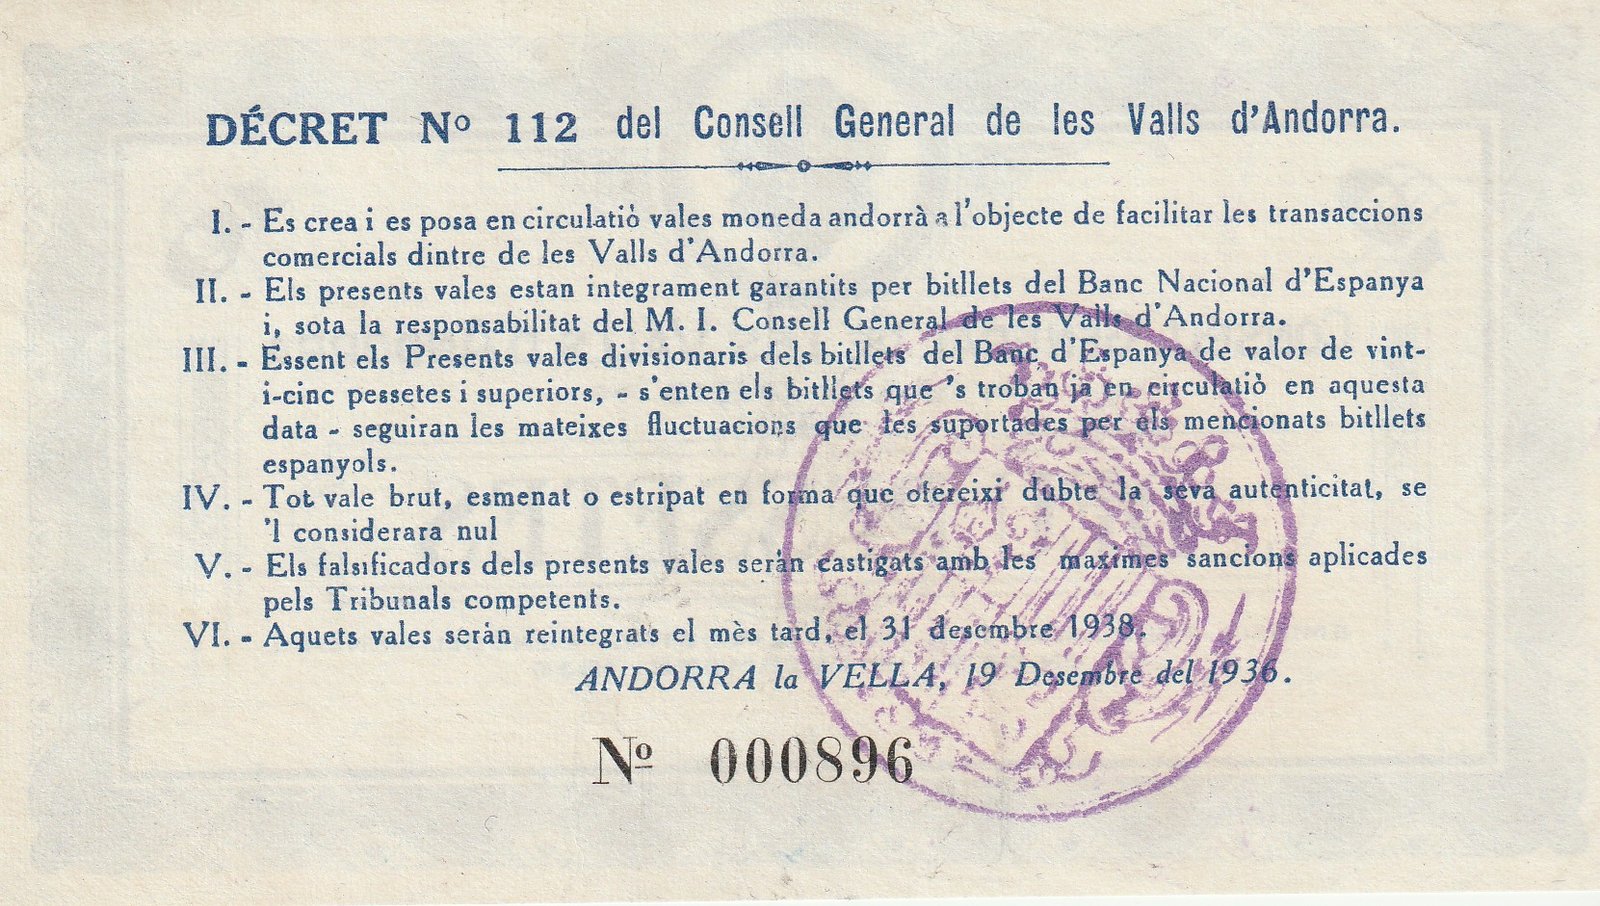 DÉCRET Nº 112 del Consell General de les Valls d'Andorra.
I. - Es crea i es posa en circulatiò vales moneda andorrà a l'objecte de facilitar les transaccions
comercials dintre de les Valls d'Andorra.
II. - Els presents vales estan integrament garantits per bitllets del Banc Nacional d'Espanya
i, sota la responsabilitat del M. I. Consell General de les Valls d'Andorra.
III. - Essent els Presents vales divisionaris dels bitllets del Banc d'Espanya de valor de vint-
i-cinc pessetes i superiors, - s'enten els bitllets que 's troban ja en circulatiò en aquesta
data - seguiran les mateixes fluctuacions que les suportades per els mencionats bitllets
espanyols.
IV. - Tot vale brut, esmenat o estripat en forma que ofereixi dubte la seva autenticitat, se
'l considerara nul
V. - Els falsificadors dels presents vales seràn castigats amb les maximes sancions aplicades
pels Tribunals competents.
VI. - Aquets vales seràn reintegrats el mès tard, el 31 desembre 1938.
ANDORRA la VELLA, 19 Desembre del 1936.
Nº 000896